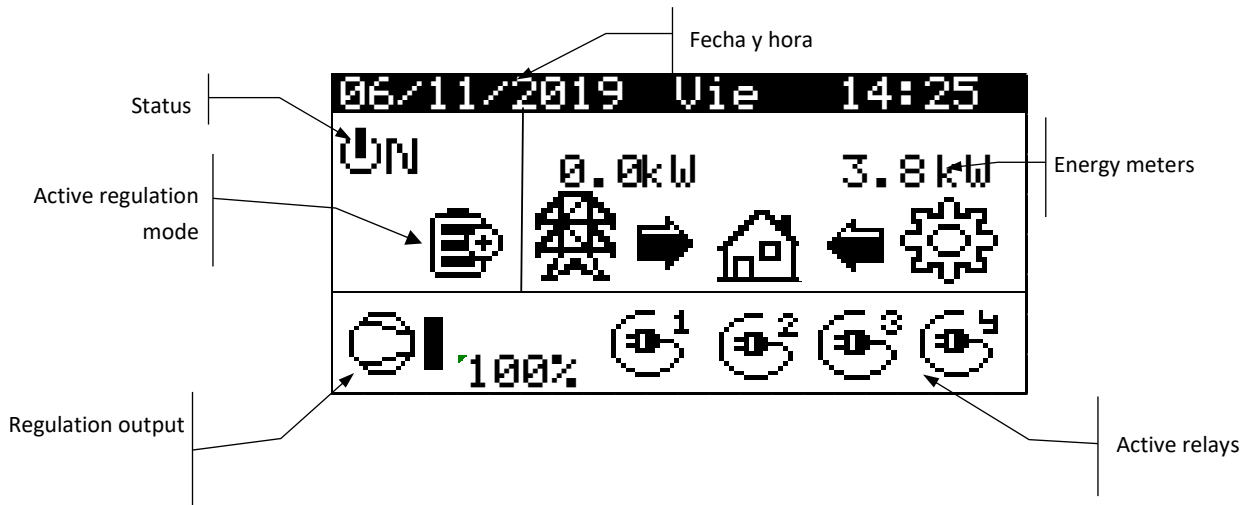 Fecha y hora
06/11/2019 Vie 14:25
Status
ON
0.0kW 3.8kW
Energy meters
Active regulation
mode
1 2 3 4
100%
Regulation output
Active relays